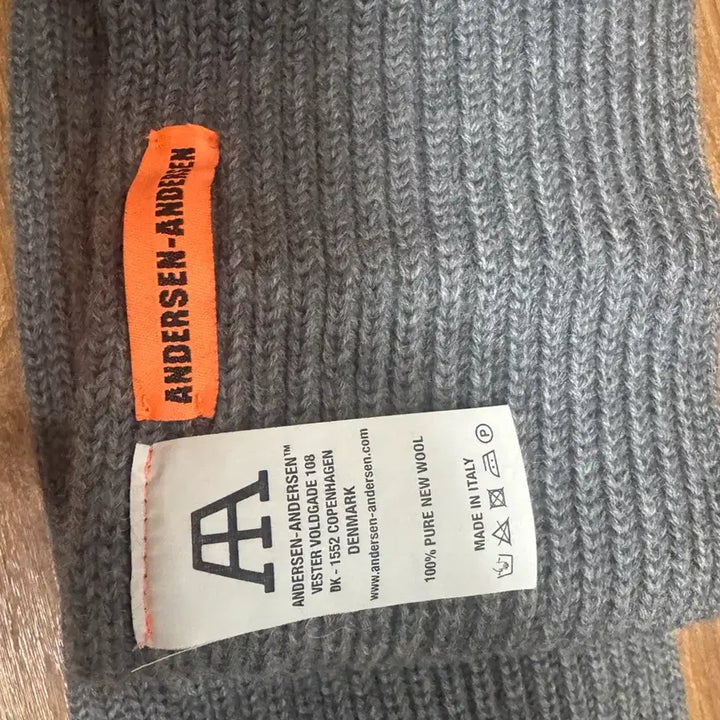 ANDERSEN-ANDERSEN
AA
ANDERSEN-ANDERSEN™
VESTER VOLDGADE 108
DK - 1552 COPENHAGEN
DENMARK
www.andersen-andersen.com
100% PURE NEW WOOL
MADE IN ITALY
P